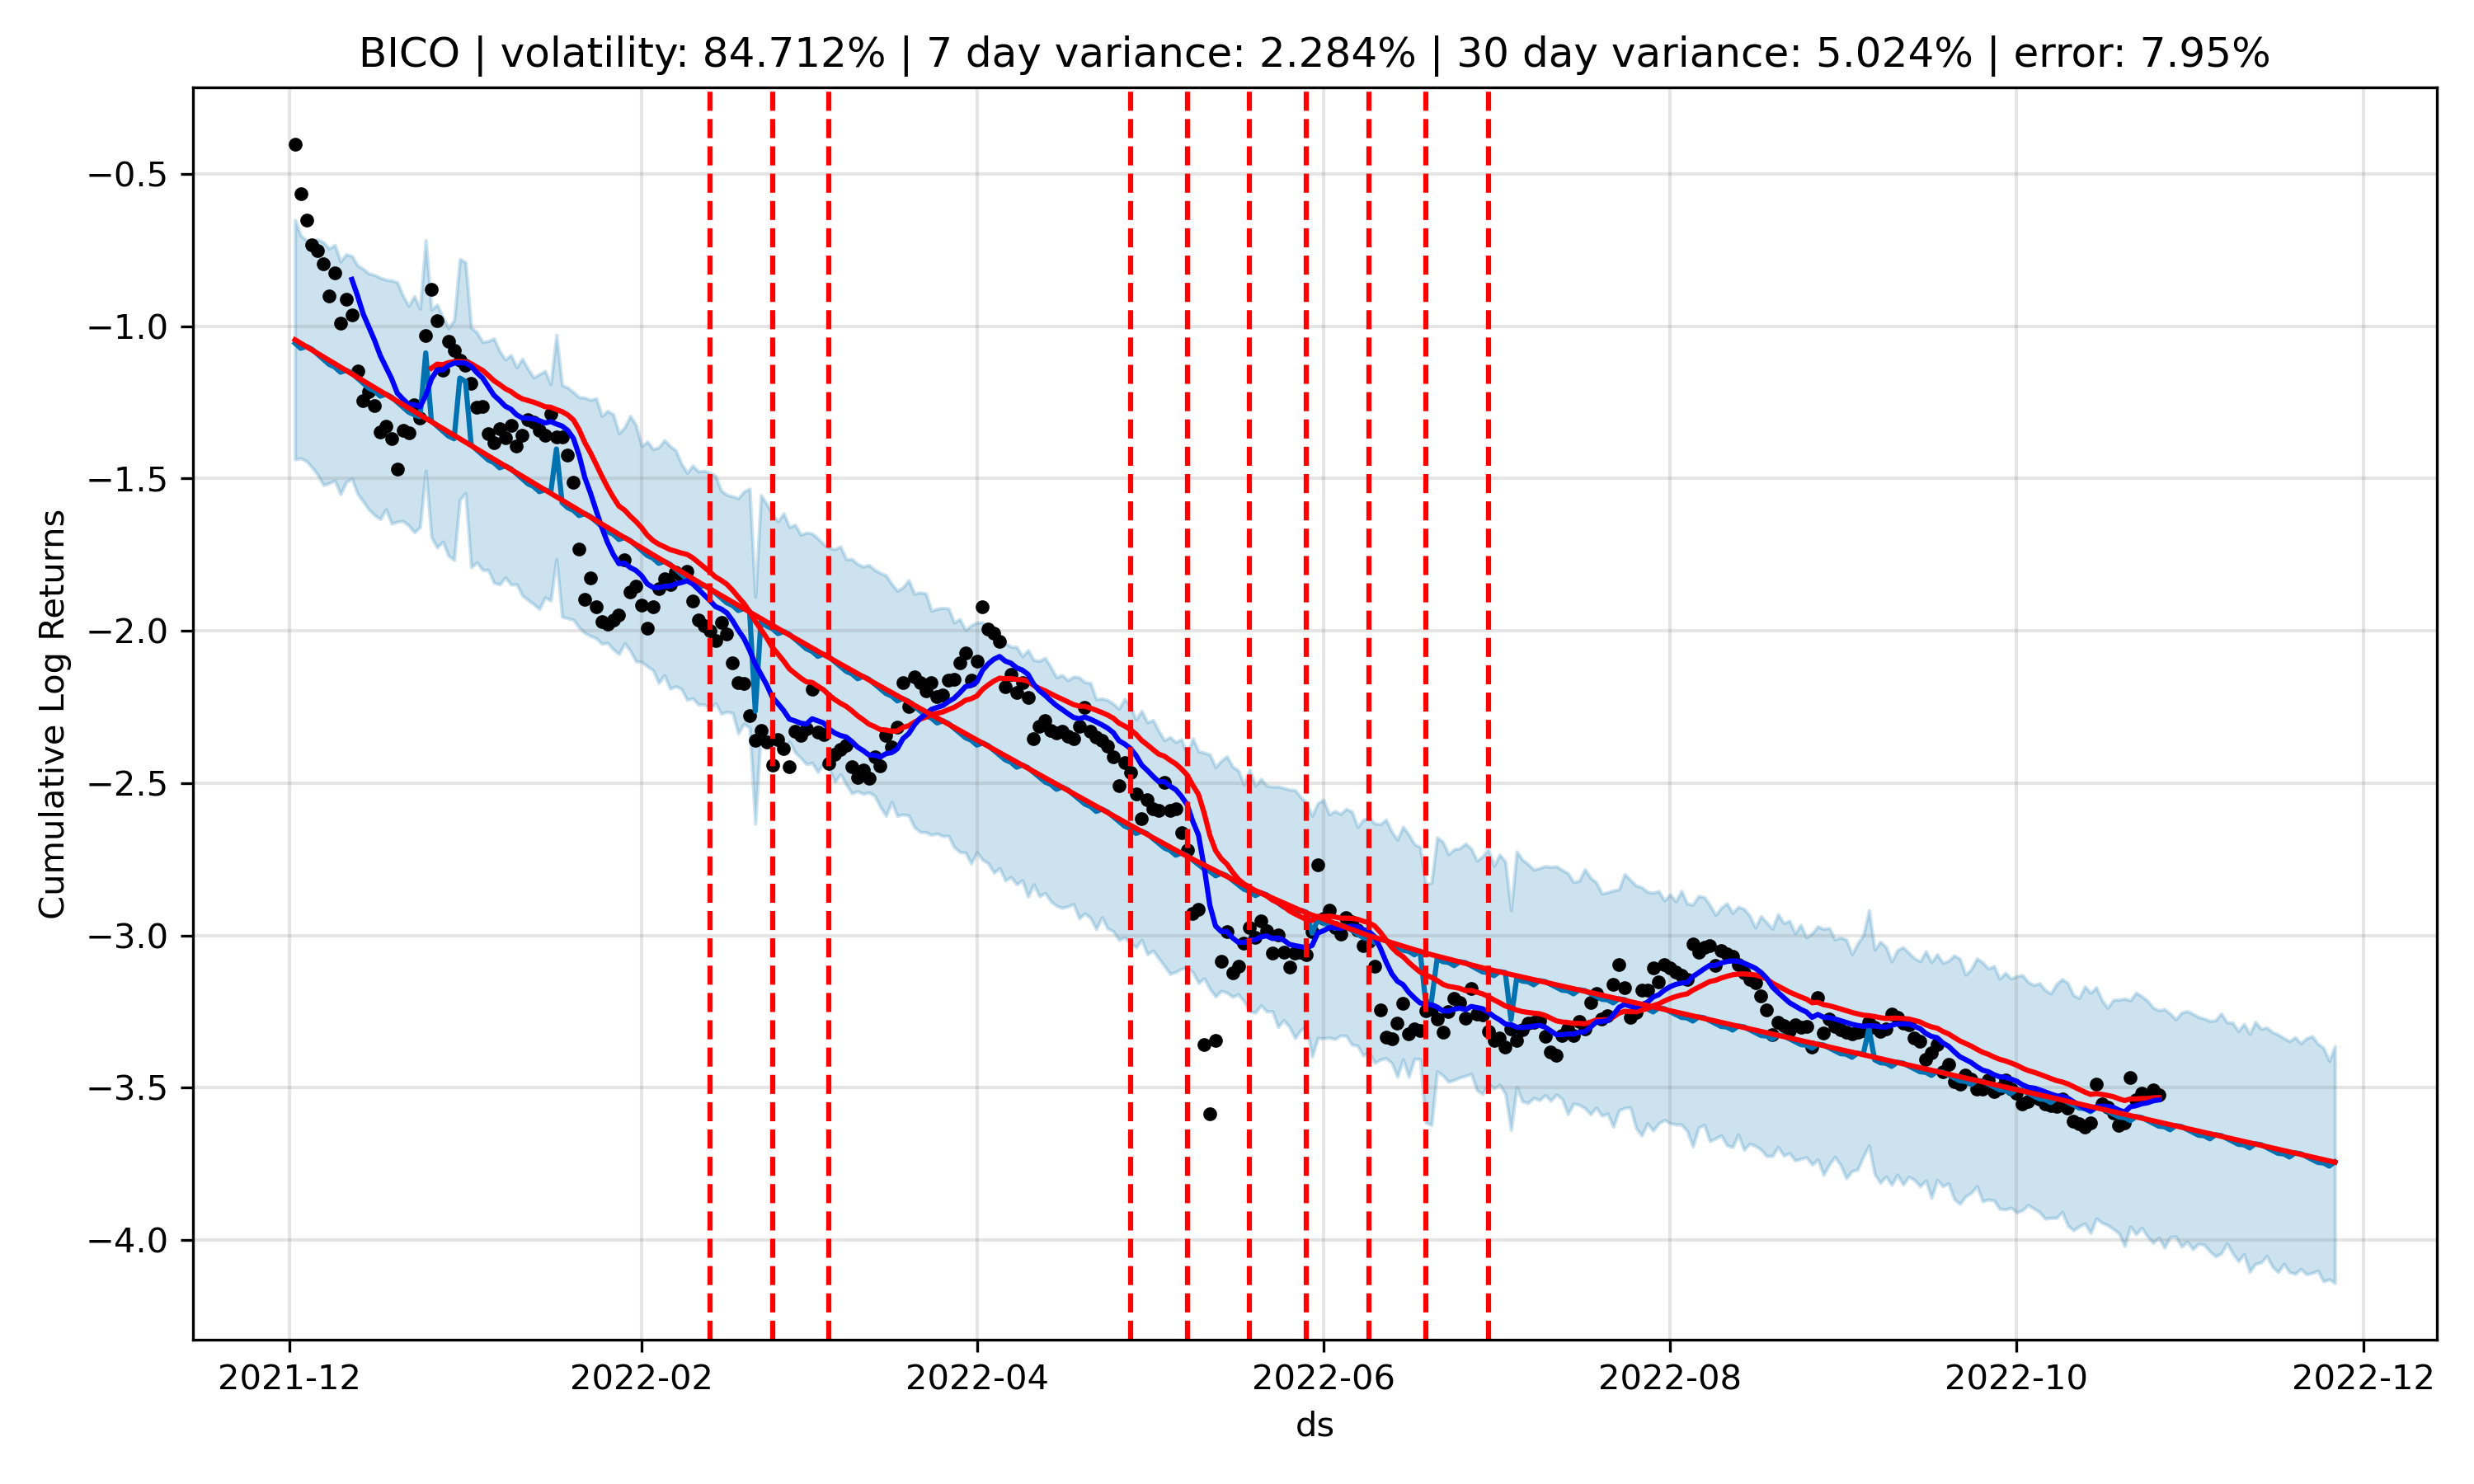 BICO | volatility: 84.712% | 7 day variance: 2.284% | 30 day variance: 5.024% | error: 7.95%
Cumulative Log Returns
−0.5
−1.0
−1.5
−2.0
−2.5
−3.0
−3.5
−4.0
2021-12 2022-02 2022-04 2022-06 2022-08 2022-10 2022-12
ds